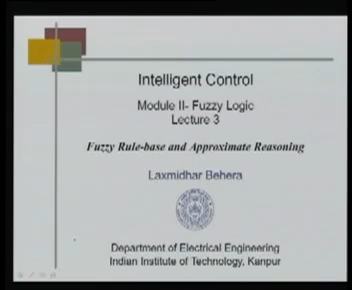 Intelligent Control
Module II- Fuzzy Logic
Lecture 3
Fuzzy Rule-base and Approximate Reasoning
Laxmidhar Behera
Department of Electrical Engineering
Indian Institute of Technology, Kanpur